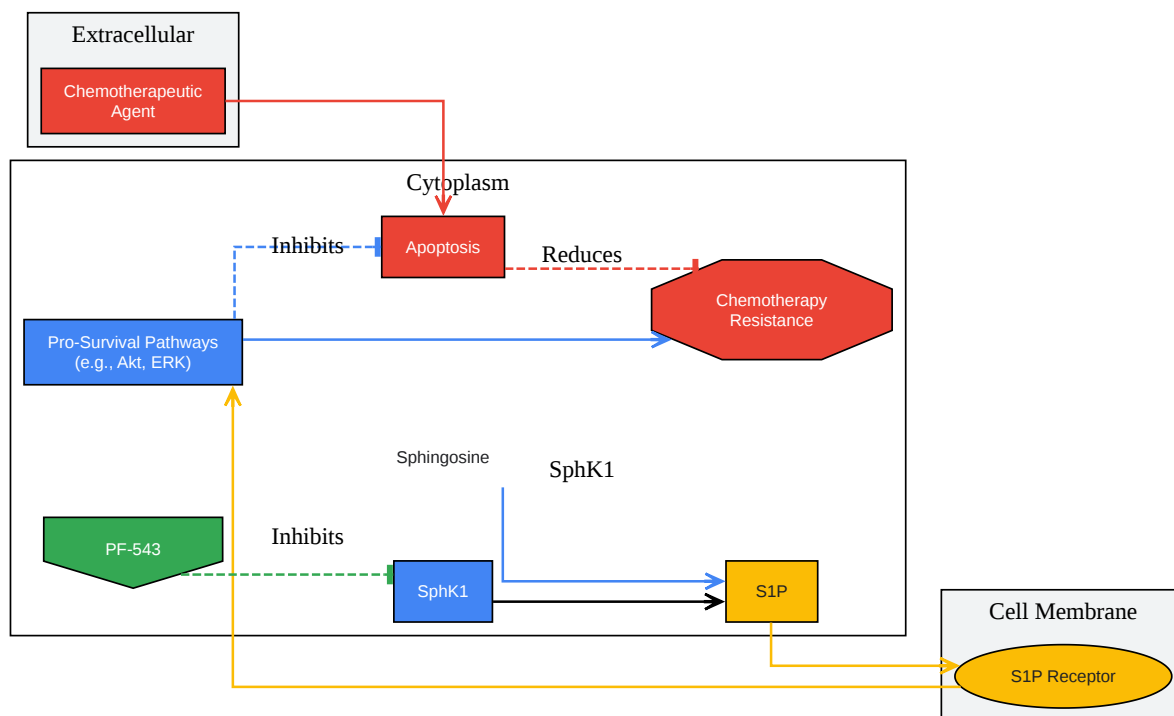 Extracellular
Chemotherapeutic
Agent
Cytoplasm
Inhibits
Apoptosis
Reduces
Chemotherapy
Resistance
Pro-Survival Pathways
(e.g., Akt, ERK)
Sphingosine
SphK1
Inhibits
PF-543
SphK1
S1P
Cell Membrane
S1P Receptor